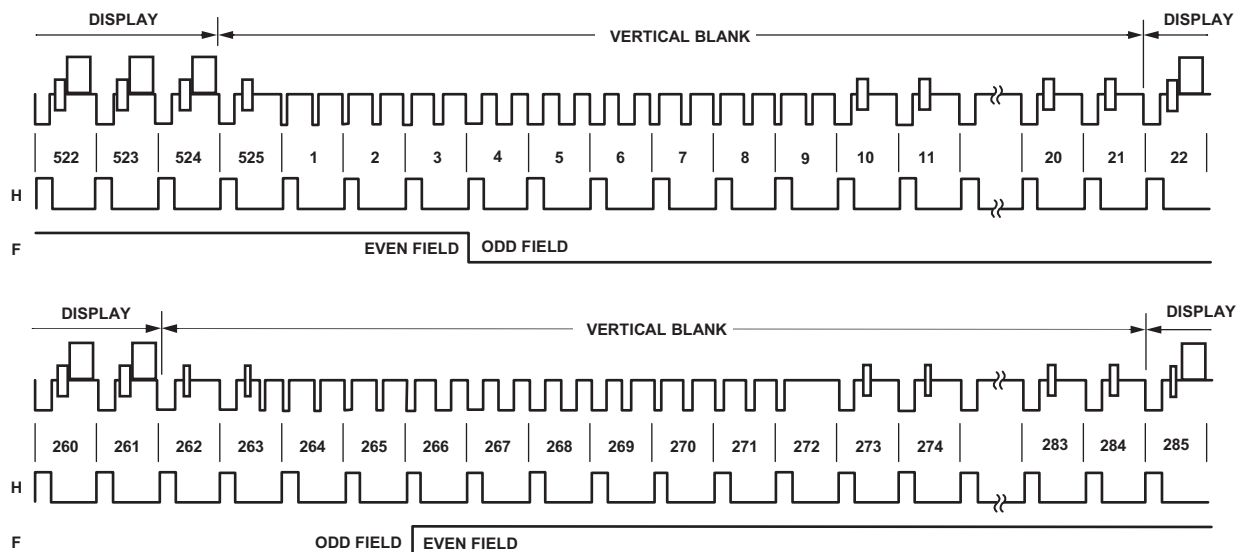 DISPLAY VERTICAL BLANK DISPLAY
522 523 524 525 1 2 3 4 5 6 7 8 9 10 11 20 21 22
H
F EVEN FIELD ODD FIELD
DISPLAY VERTICAL BLANK DISPLAY
260 261 262 263 264 265 266 267 268 269 270 271 272 273 274 283 284 285
H
F ODD FIELD EVEN FIELD